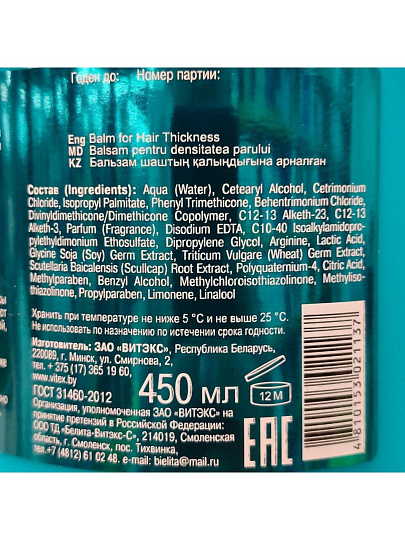 Годен до: Номер партии:
Eng Balm for Hair Thickness
MD Balsam pentru densitatea parului
KZ Бальзам шаштың қалыңдығына арналған
Состав (Ingredients): Aqua (Water), Cetearyl Alcohol, Cetrimonium
Chloride, Isopropyl Palmitate, Phenyl Trimethicone, Behentrimonium Chloride,
Divinyldimethicone/Dimethicone Copolymer, C12-13 Alketh-23, C12-13
Alketh-3, Parfum (Fragrance), Disodium EDTA, C10-40 Isoalkylamidopro-
pylethyldimonium Ethosulfate, Dipropylene Glycol, Arginine, Lactic Acid,
Glycine Soja (Soy) Germ Extract, Triticum Vulgare (Wheat) Germ Extract,
Scutellaria Baicalensis (Scullcap) Root Extract, Polyquaternium-4, Citric Acid,
Methylparaben, Benzyl Alcohol, Methylchloroisothiazolinone, Methyliso-
thiazolinone, Propylparaben, Limonene, Linalool
Хранить при температуре не ниже 5 °С и не выше 25 °С.
Не использовать по назначению по истечении срока годности.
Изготовитель: ЗАО «ВИТЭКС», Республика Беларусь,
220089, г. Минск, ул. Смирнова, 2,
тел. + 375 (17) 365 19 60,
www.vitex.by
ГОСТ 31460-2012
450 мл
12 M
Организация, уполномоченная ЗАО «ВИТЭКС» на
принятие претензий в Российской Федерации:
ООО ТД «Белита-Витэкс-С», 214019, Смоленская
область, г. Смоленск, пос. Тихвинка,
тел.+7 (4812) 61 02 48. e-mail: bielita@mail.ru
EAC
4 810153 021137